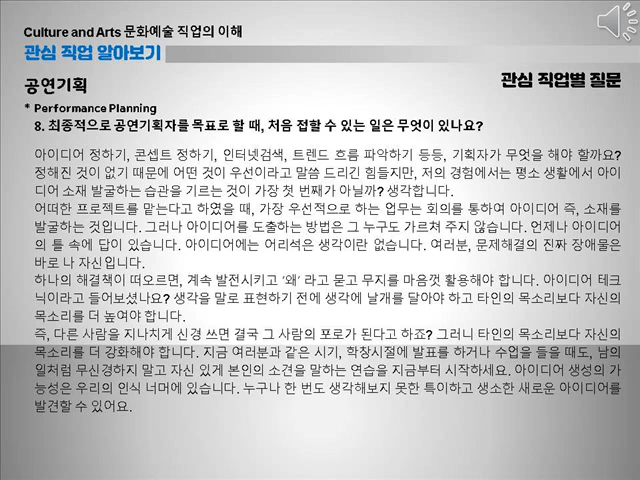 Culture and Arts 문화예술 직업의 이해
관심 직업 알아보기
공연기획
관심 직업별 질문
* Performance Planning
8. 최종적으로 공연기획자를 목표로 할 때, 처음 접할 수 있는 일은 무엇이 있나요?
아이디어 정하기, 콘셉트 정하기, 인터넷검색, 트렌드 흐름 파악하기 등등, 기획자가 무엇을 해야 할까요?
정해진 것이 없기 때문에 어떤 것이 우선이라고 말씀 드리긴 힘들지만, 저의 경험에서는 평소 생활에서 아이
디어 소재 발굴하는 습관을 기르는 것이 가장 첫 번째가 아닐까? 생각합니다.
어떠한 프로젝트를 맡는다고 하였을 때, 가장 우선적으로 하는 업무는 회의를 통하여 아이디어 즉, 소재를
발굴하는 것입니다. 그러나 아이디어를 도출하는 방법은 그 누구도 가르쳐 주지 않습니다. 언제나 아이디어
의 틀 속에 답이 있습니다. 아이디어에는 어리석은 생각이란 없습니다. 여러분, 문제해결의 진짜 장애물은
바로 나 자신입니다.
하나의 해결책이 떠오르면, 계속 발전시키고 '왜' 라고 묻고 무지를 마음껏 활용해야 합니다. 아이디어 테크
닉이라고 들어보셨나요? 생각을 말로 표현하기 전에 생각에 날개를 달아야 하고 타인의 목소리보다 자신의
목소리를 더 높여야 합니다.
즉, 다른 사람을 지나치게 신경 쓰면 결국 그 사람의 포로가 된다고 하죠? 그러니 타인의 목소리보다 자신의
목소리를 더 강화해야 합니다. 지금 여러분과 같은 시기, 학창시절에 발표를 하거나 수업을 들을 때도, 남의
일처럼 무신경하지 말고 자신 있게 본인의 소견을 말하는 연습을 지금부터 시작하세요. 아이디어 생성의 가
능성은 우리의 인식 너머에 있습니다. 누구나 한 번도 생각해보지 못한 특이하고 생소한 새로운 아이디어를
발견할 수 있어요.